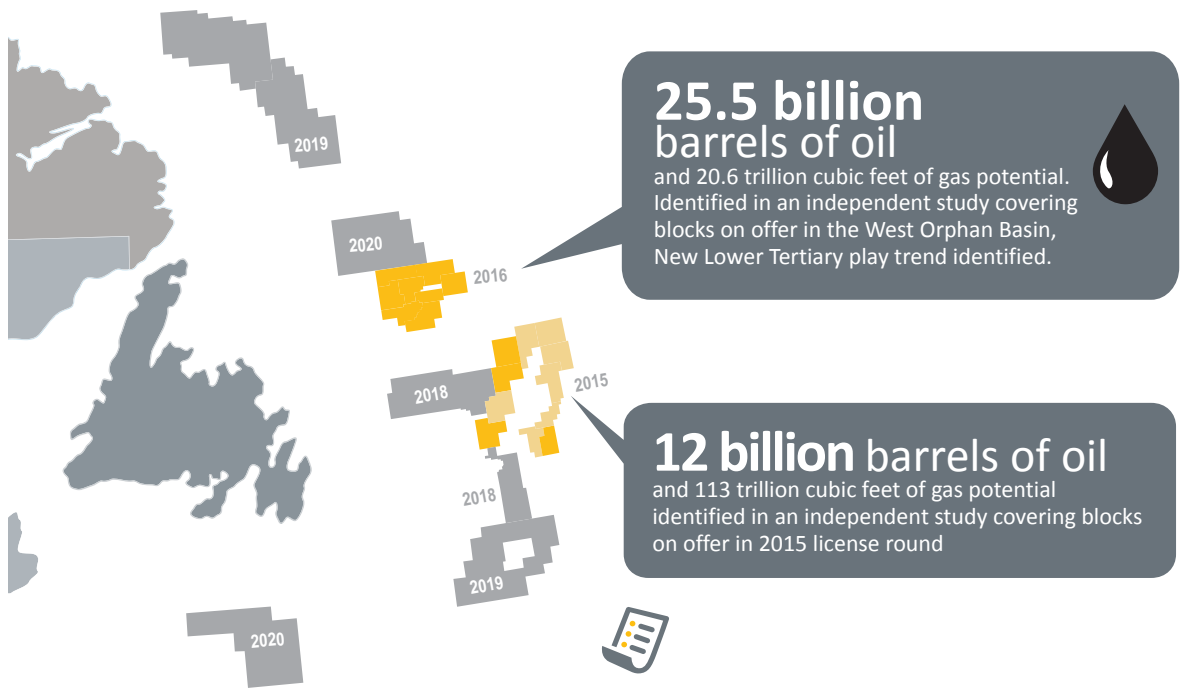 2019
25.5 billion
barrels of oil
and 20.6 trillion cubic feet of gas potential.
Identified in an independent study covering
blocks on offer in the West Orphan Basin,
New Lower Tertiary play trend identified.
2020
2016
2018
2015
12 billion barrels of oil
and 113 trillion cubic feet of gas potential
identified in an independent study covering blocks
on offer in 2015 license round
2018
2019
2020